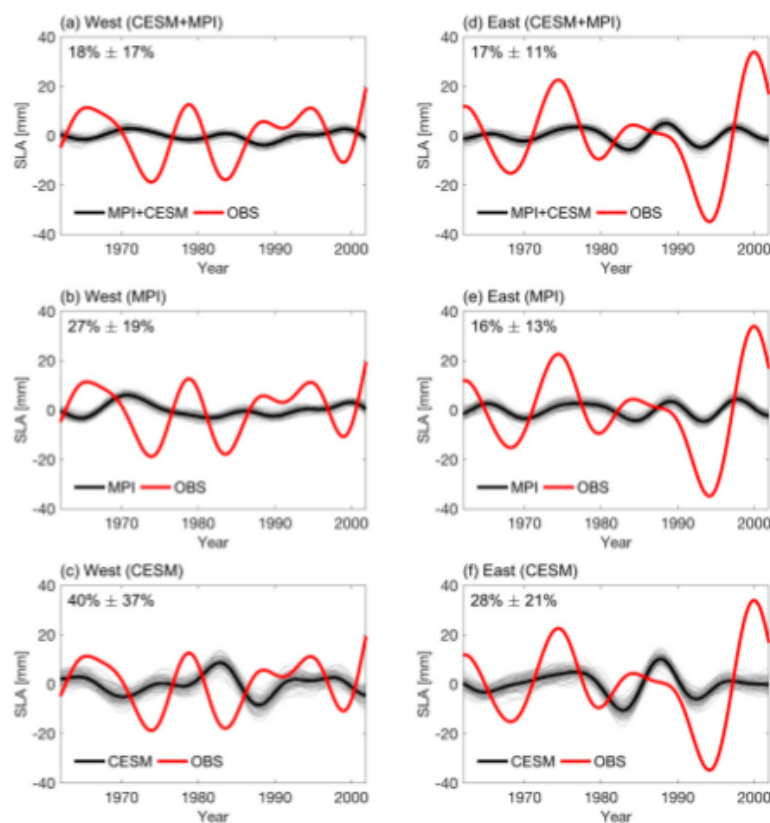 (a) West (CESM+MPI)
18% ± 17%
40
20
0
-20
-40
SLA [mm]
MPI+CESM
OBS
1970
1980
1990
2000
Year
(d) East (CESM+MPI)
17% ± 11%
40
20
0
-20
-40
SLA [mm]
MPI+CESM
OBS
1970
1980
1990
2000
Year
(b) West (MPI)
27% ± 19%
40
20
0
-20
-40
SLA [mm]
MPI
OBS
1970
1980
1990
2000
Year
(e) East (MPI)
16% ± 13%
40
20
0
-20
-40
SLA [mm]
MPI
OBS
1970
1980
1990
2000
Year
(c) West (CESM)
40% ± 37%
40
20
0
-20
-40
SLA [mm]
CESM
OBS
1970
1980
1990
2000
Year
(f) East (CESM)
28% ± 21%
40
20
0
-20
-40
SLA [mm]
CESM
OBS
1970
1980
1990
2000
Year